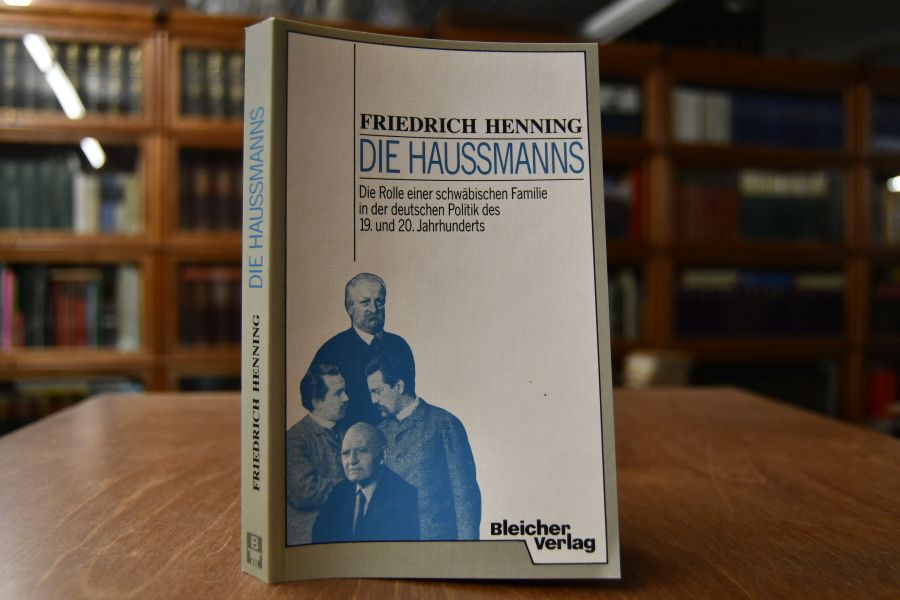 FRIEDRICH HENNING
DIE HAUSSMANNS
Die Rolle einer schwäbischen Familie
in der deutschen Politik des
19. und 20. Jahrhunderts
Bleicher
Verlag
FRIEDRICH HENNING DIE HAUSSMANNS
B